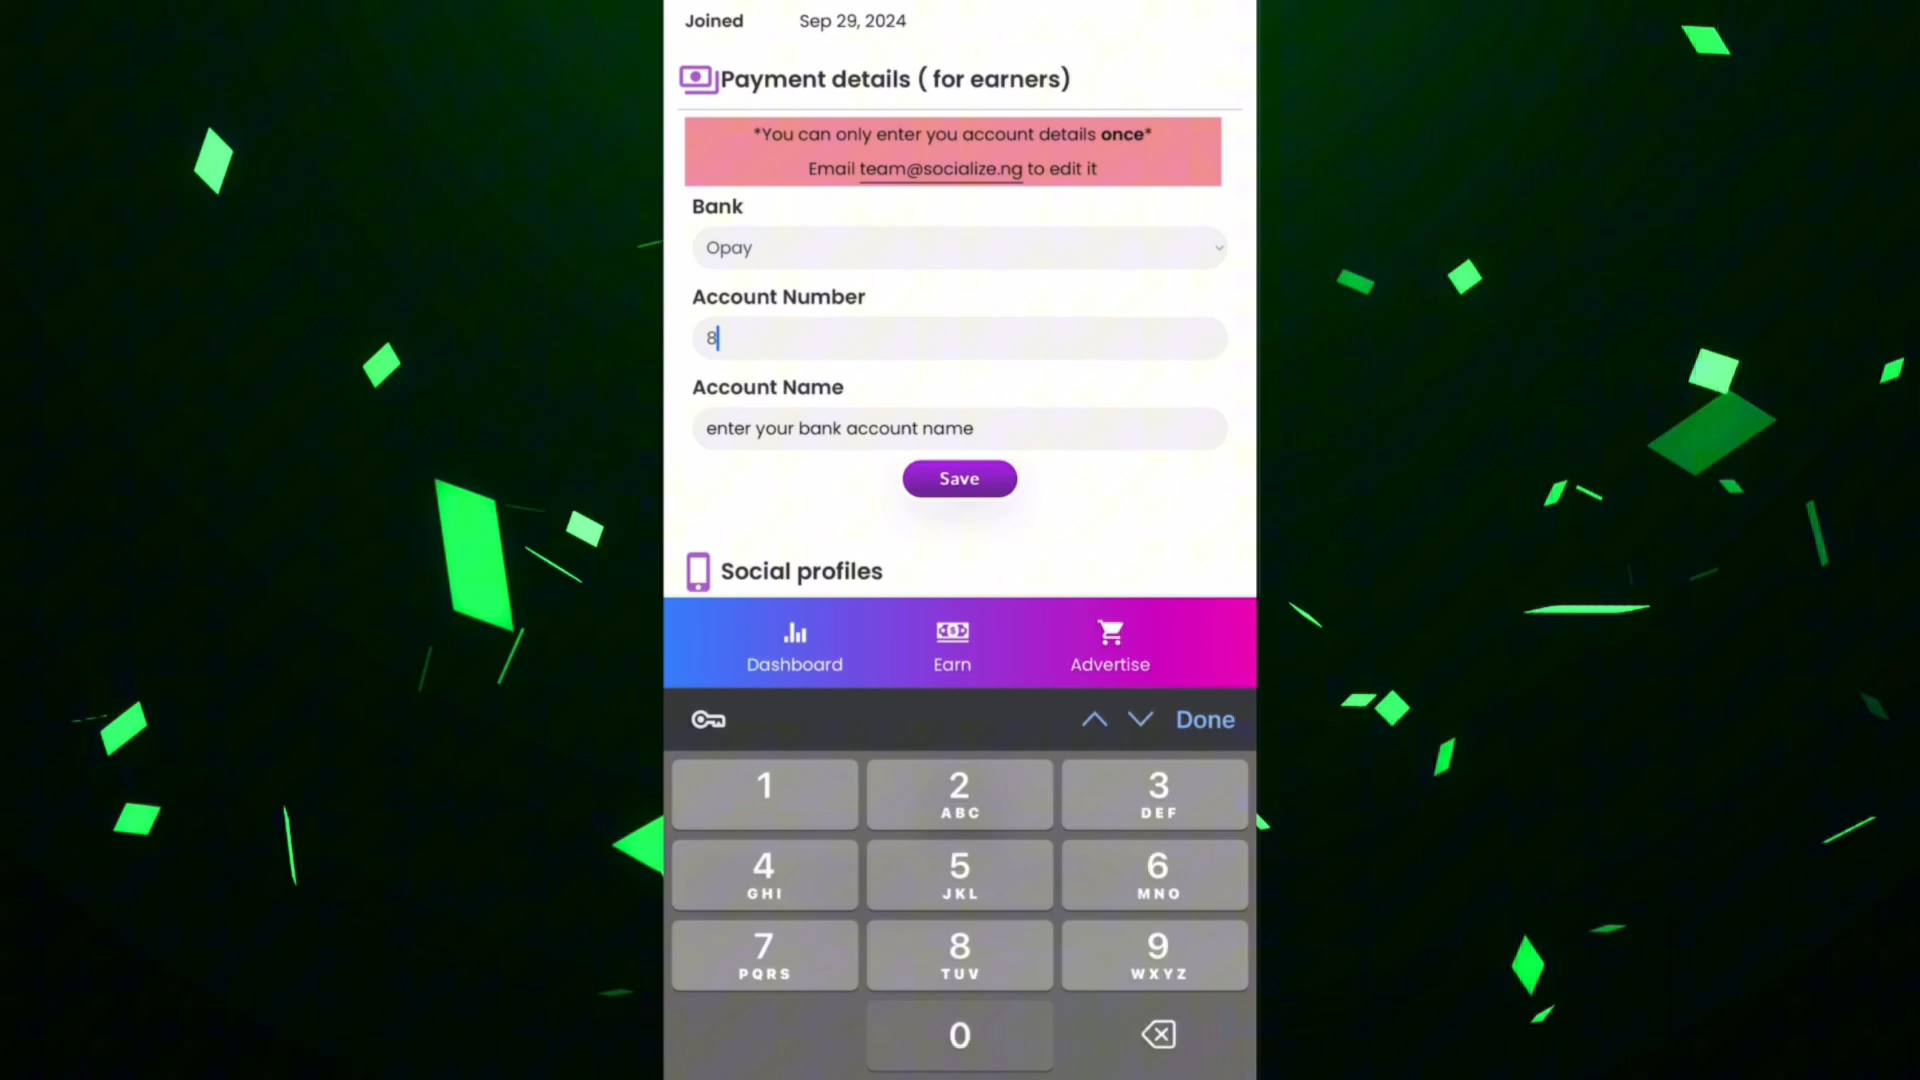 Joined Sep 29, 2024
Payment details ( for earners)
*You can only enter you account details once*
Email team@socialize.ng to edit it
Bank
Opay
Account Number
8
Account Name
enter your bank account name
Save
Social profiles
Dashboard Earn Advertise
Done
1 2 3
ABC DEF
4 5 6
GHI JKL MNO
7 8 9
PQRS TUV WXYZ
0